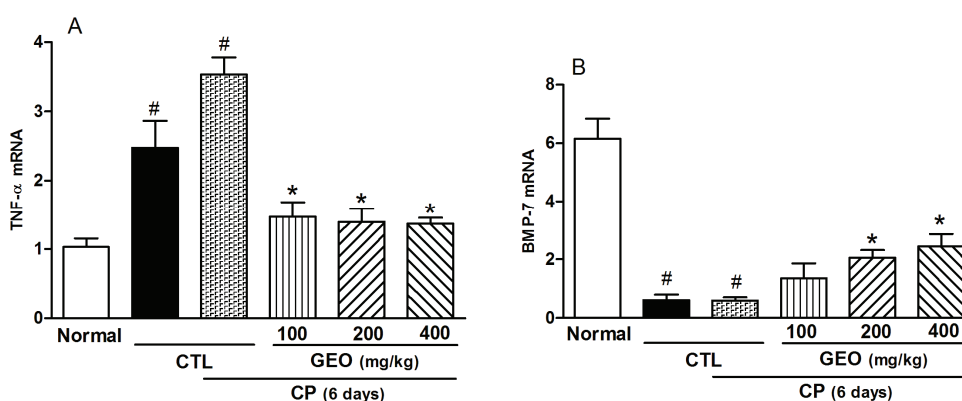 A
TNF-α mRNA
4
3
2
1
0
#
#
*
*
*
Normal
100
200
400
CTL
GEO (mg/kg)
CP (6 days)
B
BMP-7 mRNA
8
6
4
2
0
#
#
*
*
Normal
100
200
400
CTL
GEO (mg/kg)
CP (6 days)